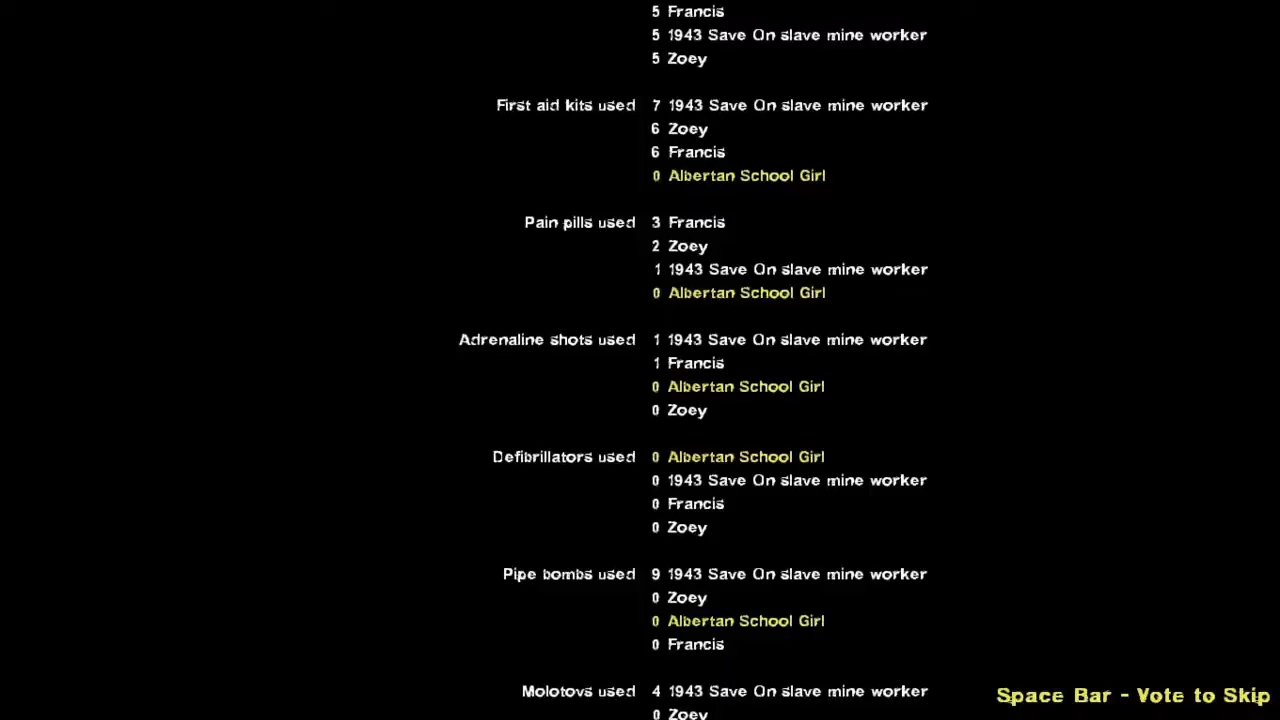 5 Francis
5 1943 Save On slave mine worker
5 Zoey
First aid kits used 7 1943 Save On slave mine worker
6 Zoey
6 Francis
0 Albertan School Girl
Pain pills used 3 Francis
2 Zoey
1 1943 Save On slave mine worker
0 Albertan School Girl
Adrenaline shots used 1 1943 Save On slave mine worker
1 Francis
0 Albertan School Girl
0 Zoey
Defibrillators used 0 Albertan School Girl
0 1943 Save On slave mine worker
0 Francis
0 Zoey
Pipe bombs used 9 1943 Save On slave mine worker
0 Zoey
0 Albertan School Girl
0 Francis
Molotovs used 4 1943 Save On slave mine worker
0 Zoey
Space Bar - Vote to Skip